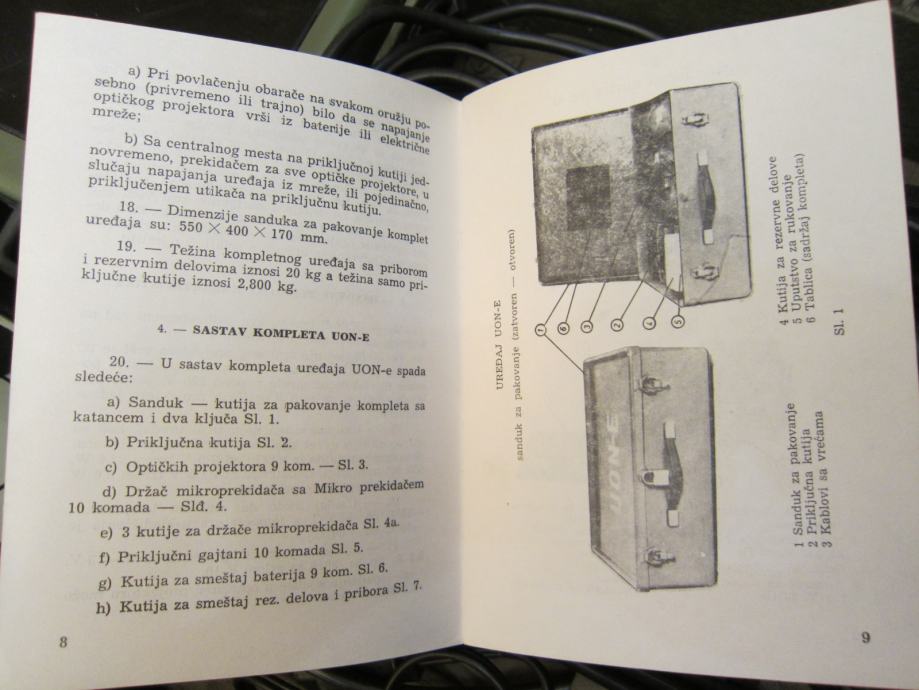 a) Pri povlačenju obarače na svakom oružju po-
sebno (privremeno ili trajno) bilo da se napajanje
optičkog projektora vrši iz baterije ili električne
mreže;
b) Sa centralnog mesta na priključnoj kutiji jed-
novremeno, prekidačem za sve optičke projektore, u
slučaju napajanja uređaja iz mreže, ili pojedinačno,
priključenjem utikača na priključnu kutiju.
18. — Dimenzije sanduka za pakovanje komplet
uređaja su: 550 × 400 × 170 mm.
19. — Težina kompletnog uređaja sa priborom
i rezervnim delovima iznosi 20 kg a težina samo pri-
ključne kutije iznosi 2,800 kg.
4. — SASTAV KOMPLETA UON-E
20. — U sastav kompleta uređaja UON-e spada
sledeće:
a) Sanduk — kutija za pakovanje kompleta sa
katancem i dva ključa Sl. 1.
b) Priključna kutija Sl. 2.
c) Optičkih projektora 9 kom. — Sl. 3.
d) Držač mikroprekidača sa Mikro prekidačem
10 komada — Slđ. 4.
e) 3 kutije za držače mikroprekidača Sl. 4a.
f) Priključni gajtani 10 komada Sl. 5.
g) Kutija za smeštaj baterija 9 kom. Sl. 6.
h) Kutija za smeštaj rez. delova i pribora Sl. 7.
8
UREĐAJ UON-E
sanduk za pakovanje (zatvoren — otvoren)
1
6
3
2
4
5
UON-E
1 Sanduk za pakovanje
2 Priključna kutija
3 Kablovi sa vrećama
4 Kutija za rezervne delove
5 Uputstvo za rukovanje
6 Tablica (sadržaj kompleta)
Sl. 1
9